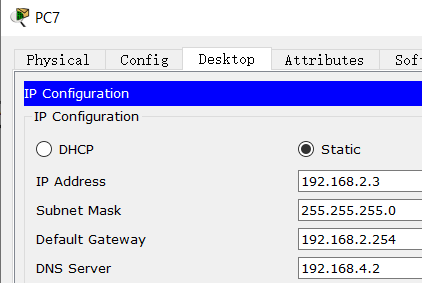 PC7
Physical Config Desktop Attributes Sof
IP Configuration
IP Configuration
DHCP Static
IP Address 192.168.2.3
Subnet Mask 255.255.255.0
Default Gateway 192.168.2.254
DNS Server 192.168.4.2